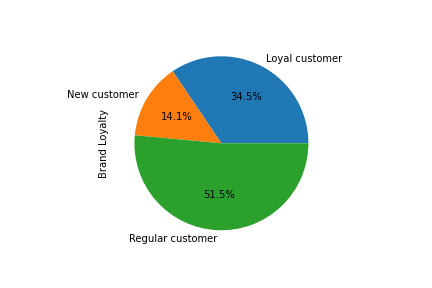 Loyal customer
34.5%
New customer
14.1%
Brand Loyalty
51.5%
Regular customer